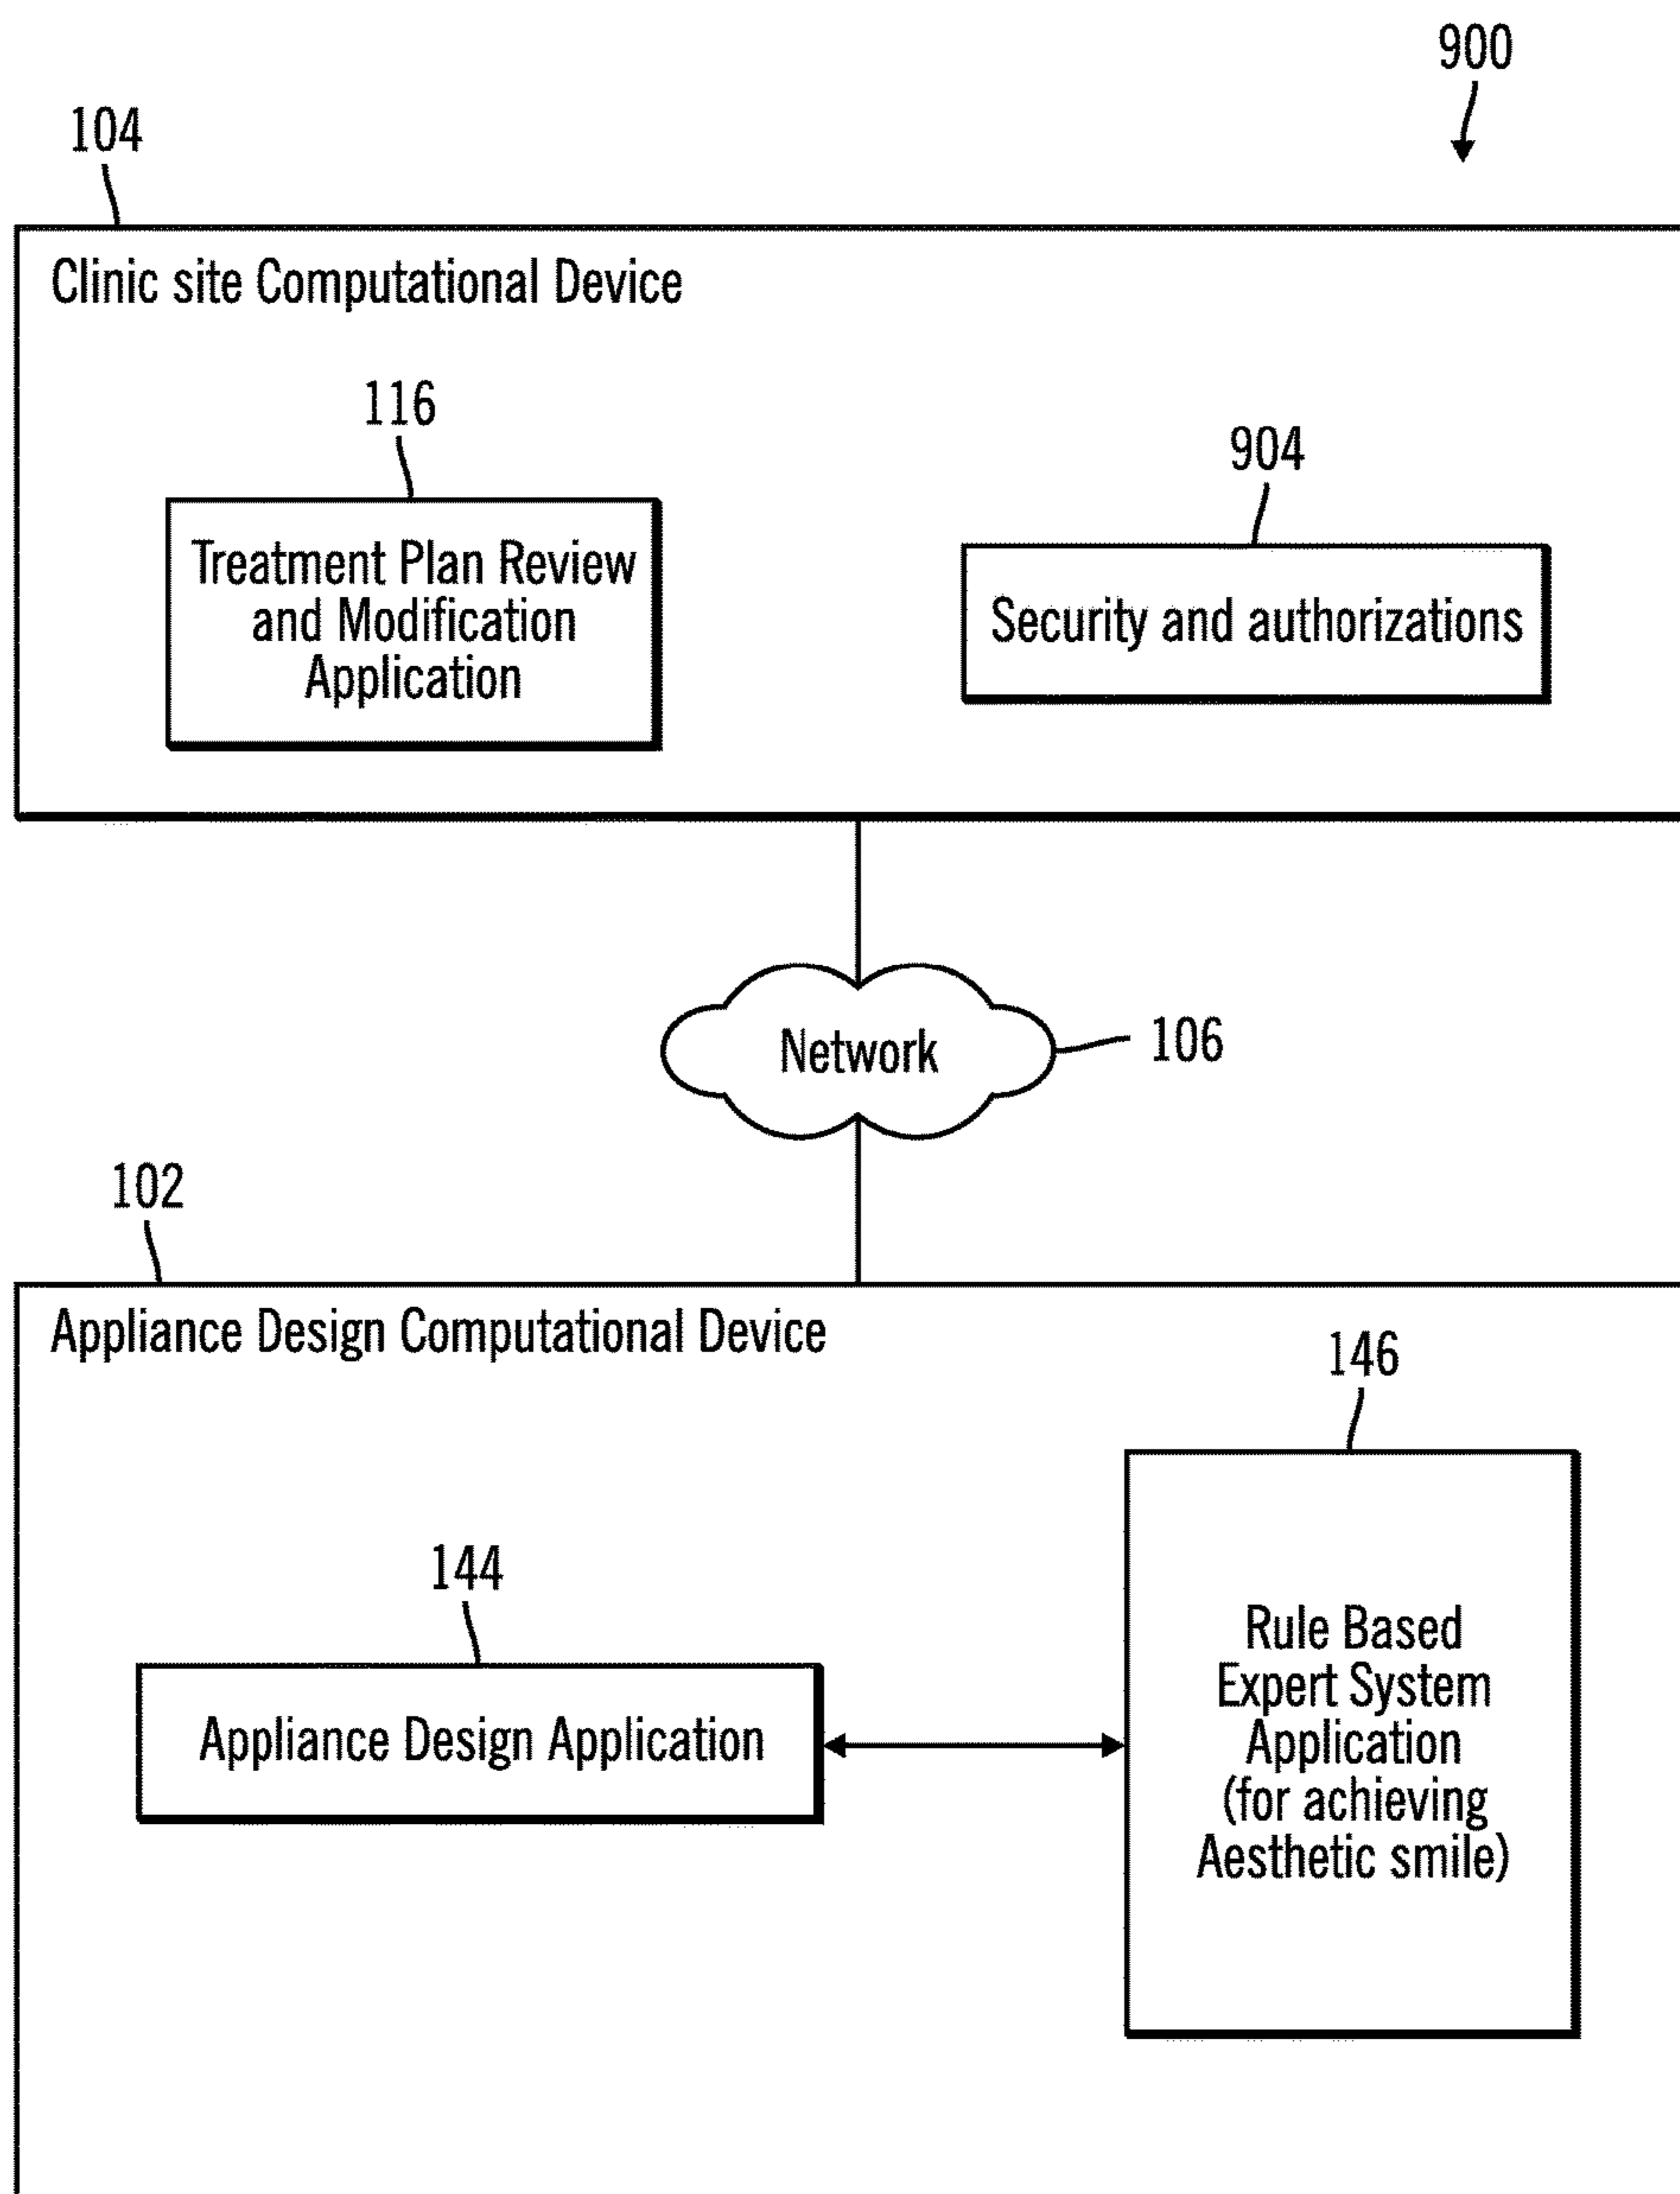 900
104
Clinic site Computational Device
116
Treatment Plan Review
and Modification
Application
904
Security and authorizations
Network
106
102
Appliance Design Computational Device
146
144
Appliance Design Application
Rule Based
Expert System
Application
(for achieving
Aesthetic smile)